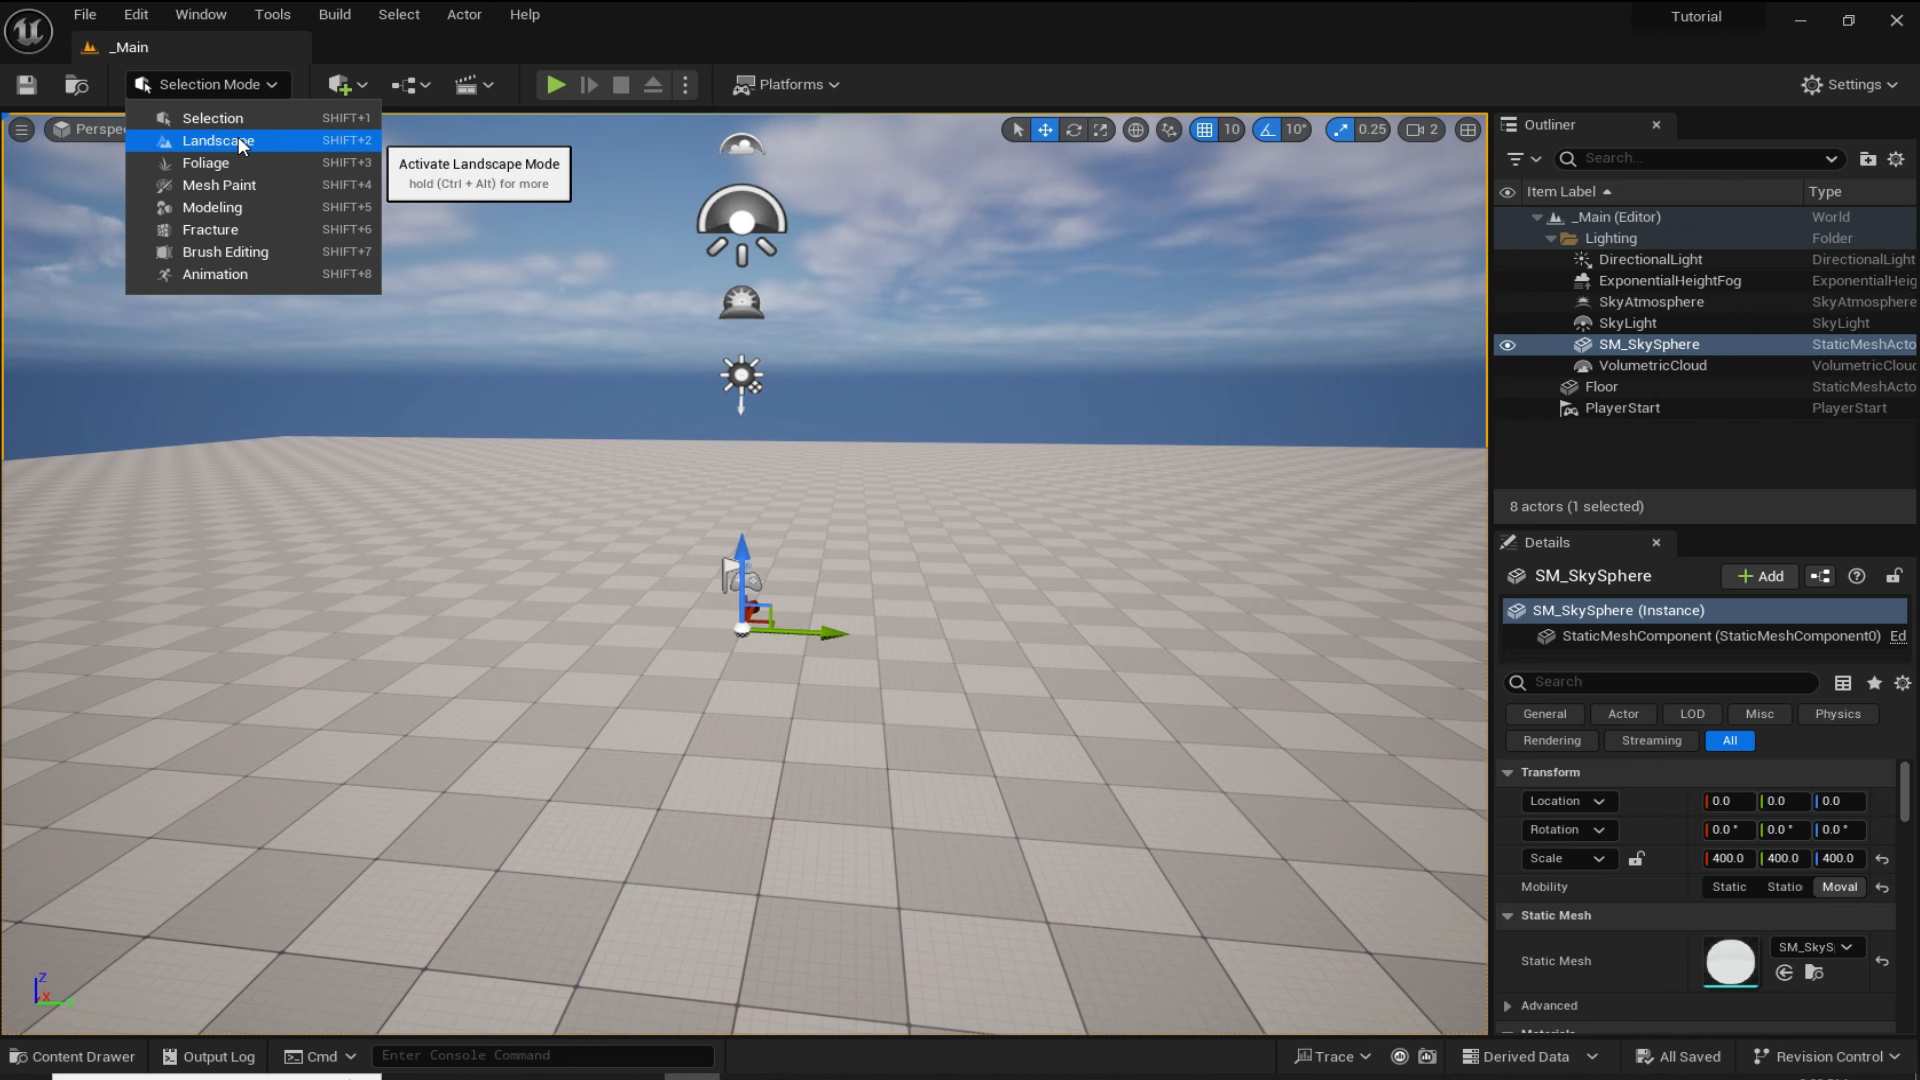 File Edit Window Tools Build Select Actor Help
Tutorial
_Main
Selection Mode
Platforms
Settings
Selection SHIFT+1
Landscape SHIFT+2
Foliage SHIFT+3
Mesh Paint SHIFT+4
Modeling SHIFT+5
Fracture SHIFT+6
Brush Editing SHIFT+7
Animation SHIFT+8
Activate Landscape Mode
hold (Ctrl + Alt) for more
Perspe
10 10° 0.25 2
Outliner
Search...
Item Label Type
_Main (Editor) World
Lighting Folder
DirectionalLight DirectionalLight
ExponentialHeightFog ExponentialHeig
SkyAtmosphere SkyAtmosphere
SkyLight SkyLight
SM_SkySphere StaticMeshActo
VolumetricCloud VolumetricClouc
Floor StaticMeshActo
PlayerStart PlayerStart
8 actors (1 selected)
Details
SM_SkySphere
Add
SM_SkySphere (Instance)
StaticMeshComponent (StaticMeshComponent0) Ed
Search
General Actor LOD Misc Physics
Rendering Streaming All
Transform
Location 0.0 0.0 0.0
Rotation 0.0 ° 0.0 ° 0.0 °
Scale 400.0 400.0 400.0
Mobility Static Statio Moval
Static Mesh
Static Mesh SM_SkyS
Advanced
Z
X
Content Drawer Output Log Cmd Enter Console Command
Trace Derived Data All Saved Revision Control